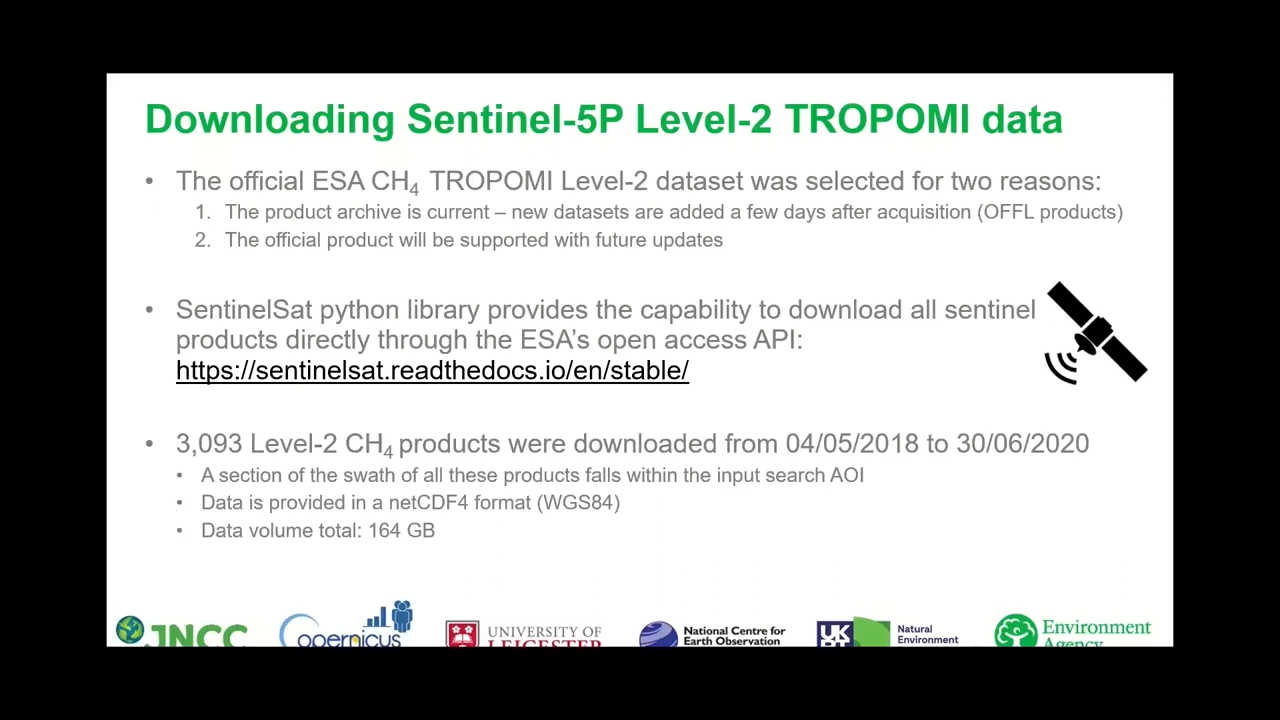 Downloading Sentinel-5P Level-2 TROPOMI data
• The official ESA CH4 TROPOMI Level-2 dataset was selected for two reasons:
1. The product archive is current – new datasets are added a few days after acquisition (OFFL products)
2. The official product will be supported with future updates
• SentinelSat python library provides the capability to download all sentinel
products directly through the ESA's open access API:
https://sentinelsat.readthedocs.io/en/stable/
• 3,093 Level-2 CH4 products were downloaded from 04/05/2018 to 30/06/2020
• A section of the swath of all these products falls within the input search AOI
• Data is provided in a netCDF4 format (WGS84)
• Data volume total: 164 GB
JNCC
opernicus
UNIVERSITY OF
LEICESTER
National Centre for
Earth Observation
UK
Natural
Environment
Environment
Agency